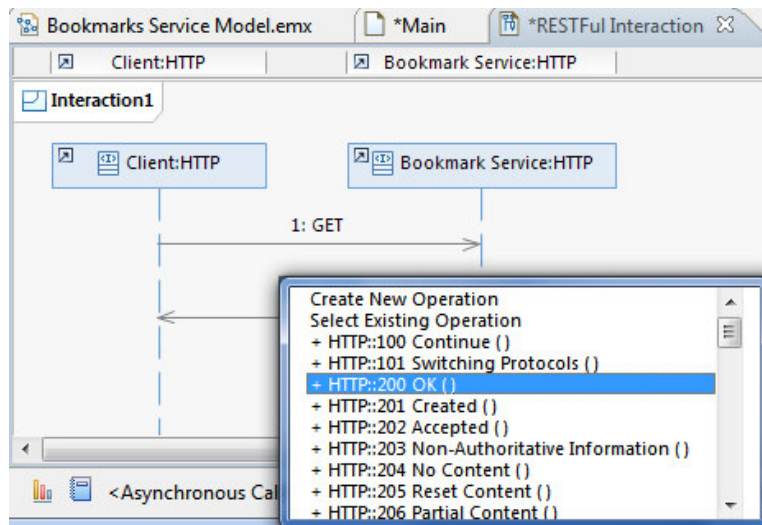 Bookmarks Service Model.emx *Main *RESTFul Interaction
Client:HTTP Bookmark Service:HTTP
Interaction1
Client:HTTP Bookmark Service:HTTP
1: GET
Create New Operation
Select Existing Operation
+ HTTP::100 Continue ()
+ HTTP::101 Switching Protocols ()
+ HTTP::200 OK ()
+ HTTP::201 Created ()
+ HTTP::202 Accepted ()
+ HTTP::203 Non-Authoritative Information ()
+ HTTP::204 No Content ()
+ HTTP::205 Reset Content ()
+ HTTP::206 Partial Content ()
<Asynchronous Cal